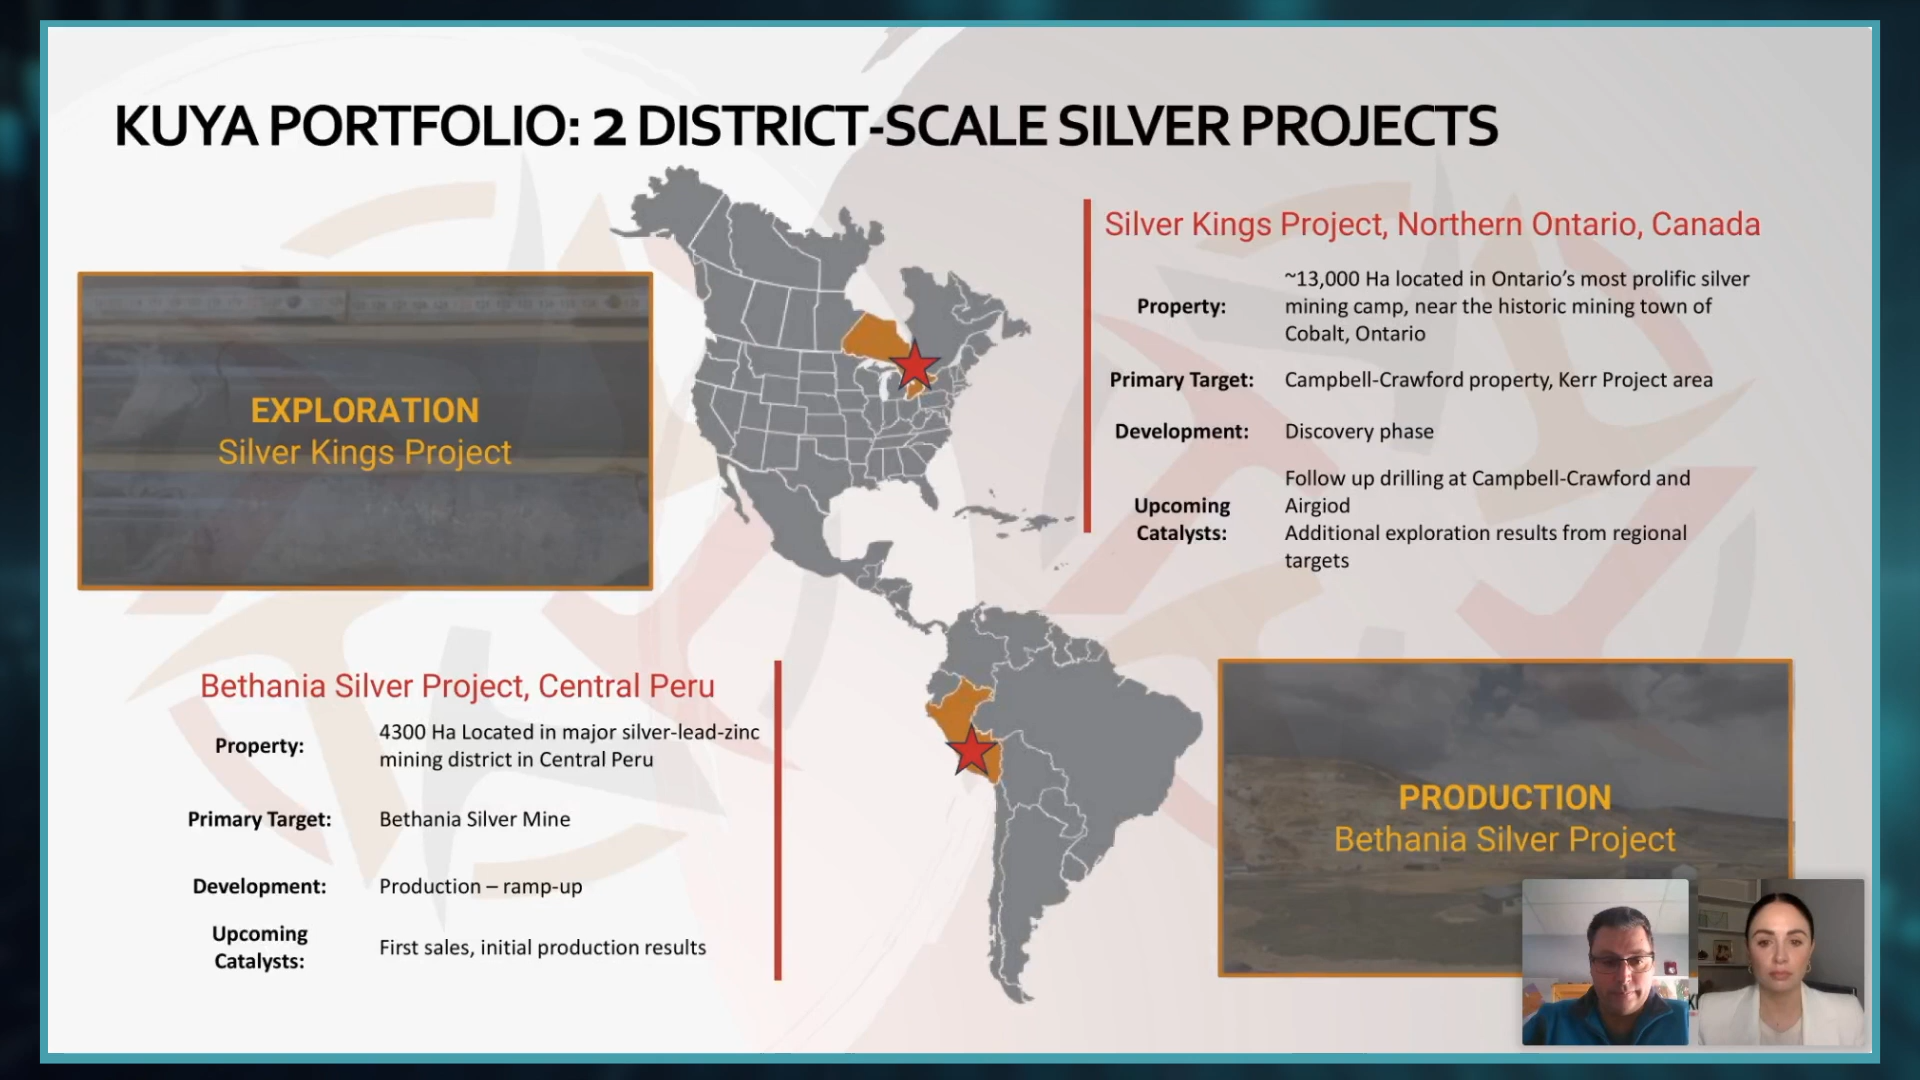 KUYA PORTFOLIO: 2 DISTRICT-SCALE SILVER PROJECTS
EXPLORATION
Silver Kings Project
Silver Kings Project, Northern Ontario, Canada
Property:
~13,000 Ha located in Ontario’s most prolific silver
mining camp, near the historic mining town of
Cobalt, Ontario
Primary Target:
Campbell-Crawford property, Kerr Project area
Development:
Discovery phase
Upcoming
Catalysts:
Follow up drilling at Campbell-Crawford and
Airgiod
Additional exploration results from regional
targets
Bethania Silver Project, Central Peru
Property:
4300 Ha Located in major silver-lead-zinc
mining district in Central Peru
Primary Target:
Bethania Silver Mine
Development:
Production – ramp-up
Upcoming
Catalysts:
First sales, initial production results
PRODUCTION
Bethania Silver Project